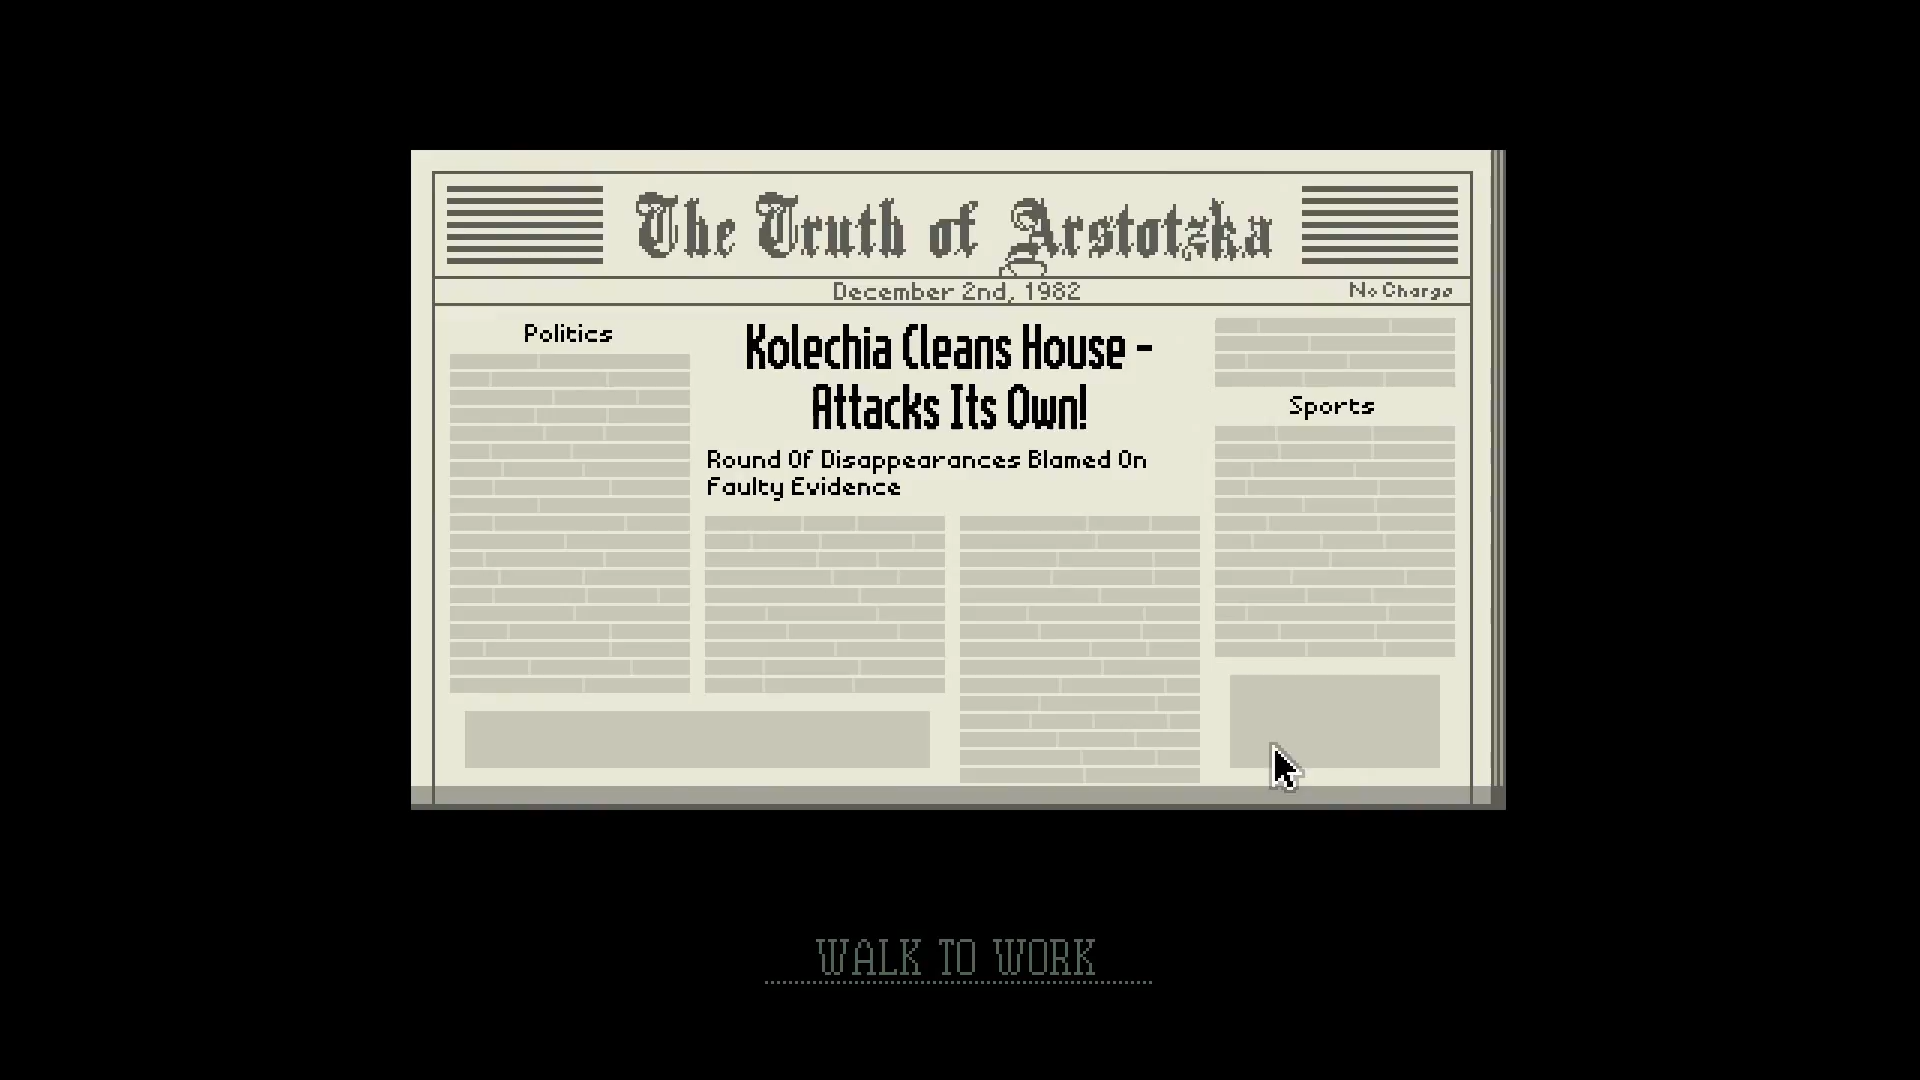 The Truth of Arstotzka
December 2nd, 1982
No Charge
Politics
Kolechia Cleans House -
Attacks Its Own!
Round Of Disappearances Blamed On
Faulty Evidence
Sports
WALK TO WORK